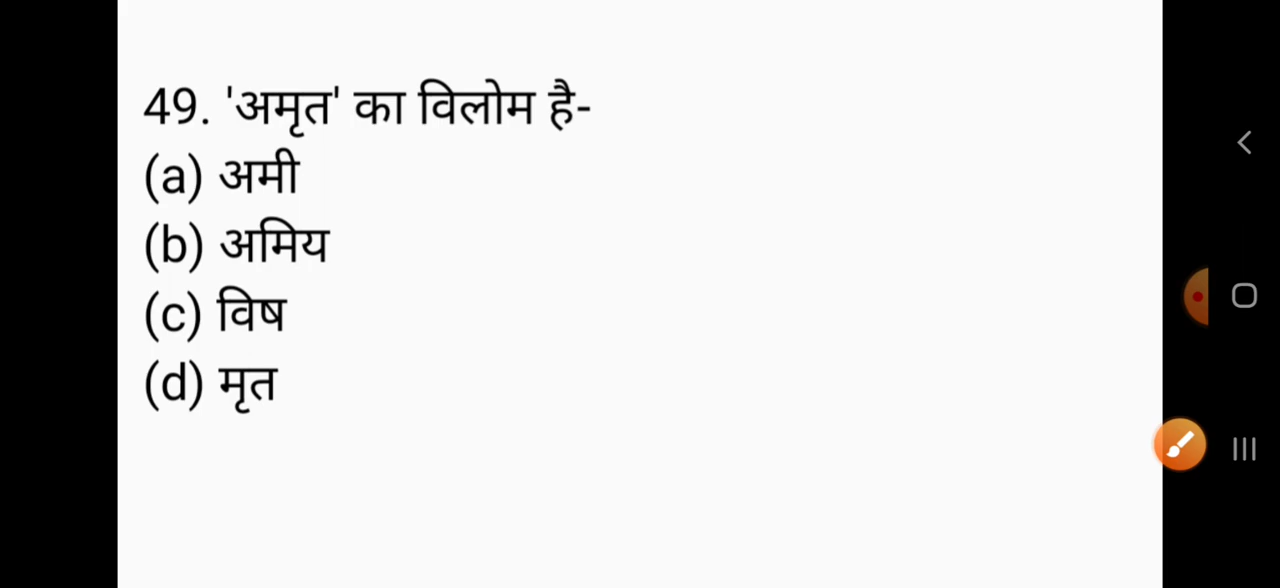 49. 'अमृत' का विलोम है-
(a) अमी
(b) अमिय
(c) विष
(d) मृत